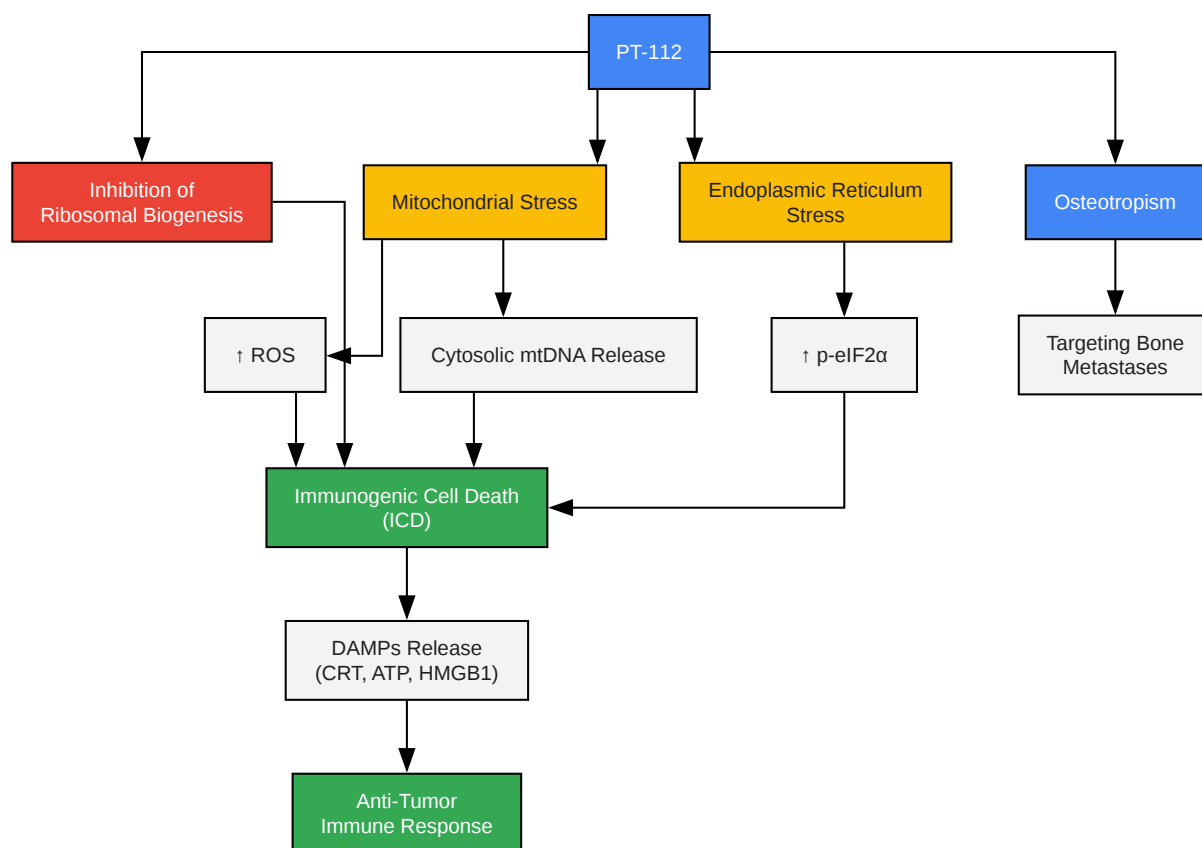 PT-112
Inhibition of
Ribosomal Biogenesis
Mitochondrial Stress
Endoplasmic Reticulum
Stress
Osteotropism
↑ ROS
Cytosolic mtDNA Release
↑ p-eIF2α
Targeting Bone
Metastases
Immunogenic Cell Death
(ICD)
DAMPs Release
(CRT, ATP, HMGB1)
Anti-Tumor
Immune Response